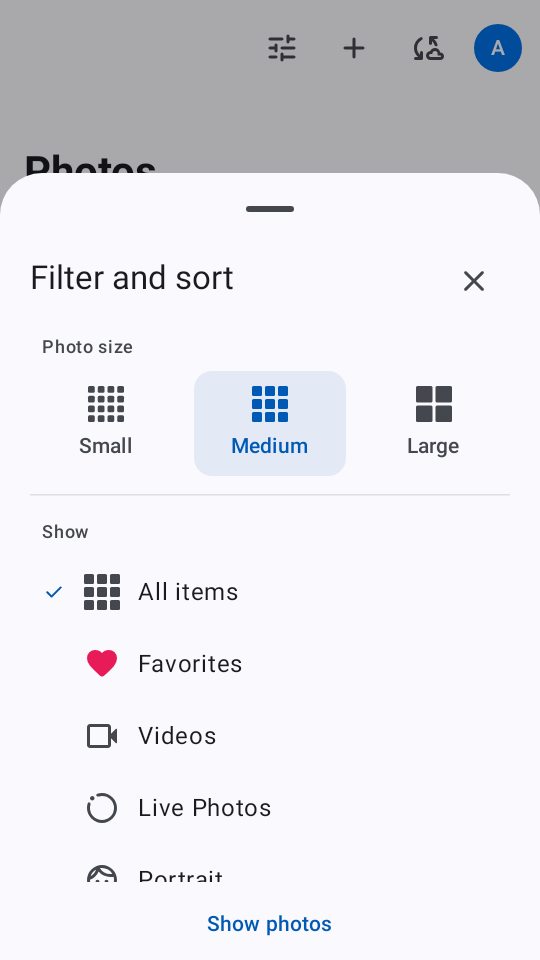 A
Photos
Filter and sort
Photo size
Small
Medium
Large
Show
All items
Favorites
Videos
Live Photos
Portrait
Show photos